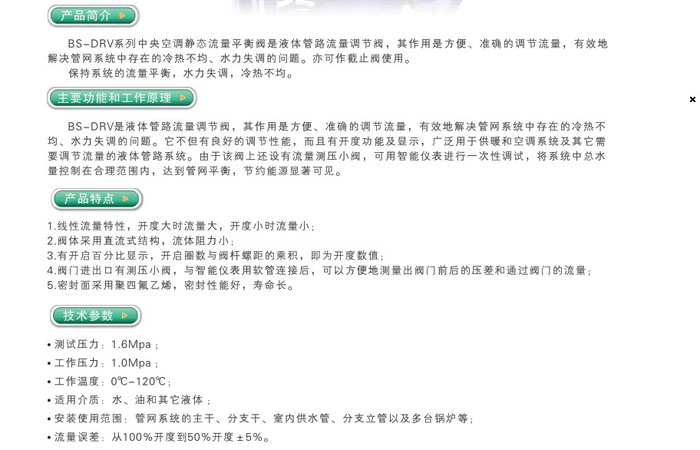 产品简介
BS-DRV系列中央空调静态流量平衡阀是液体管路流量调节阀，其作用是方便、准确的调节流量，有效地
解决管网系统中存在的冷热不均、水力失调的问题。亦可作截止阀使用。
保持系统的流量平衡，水力失调，冷热不均。
主要功能和工作原理
BS-DRV是液体管路流量调节阀，其作用是方便、准确的调节流量，有效地解决管网系统中存在的冷热不
均、水力失调的问题。它不但有良好的调节性能，而且有开度功能及显示，广泛用于供暖和空调系统及其它需
要调节流量的液体管路系统。由于该阀上还设有流量测压小阀，可用智能仪表进行一次性调试，将系统中总水
量控制在合理范围内，达到管网平衡，节约能源显著可见。
产品特点
1.线性流量特性，开度大时流量大，开度小时流量小；
2.阀体采用直流式结构，流体阻力小；
3.有开启百分比显示，开启圈数与阀杆螺距的乘积，即为开度数值；
4.阀门进出口有测压小阀，与智能仪表用软管连接后，可以方便地测量出阀门前后的压差和通过阀门的流量；
5.密封面采用聚四氟乙烯，密封性能好，寿命长。
技术参数
• 测试压力：1.6Mpa；
• 工作压力：1.0Mpa；
• 工作温度：0℃-120℃；
• 适用介质：水、油和其它液体；
• 安装使用范围：管网系统的主干、分支干、室内供水管、分支立管以及多台锅炉等；
• 流量误差：从100%开度到50%开度±5%。